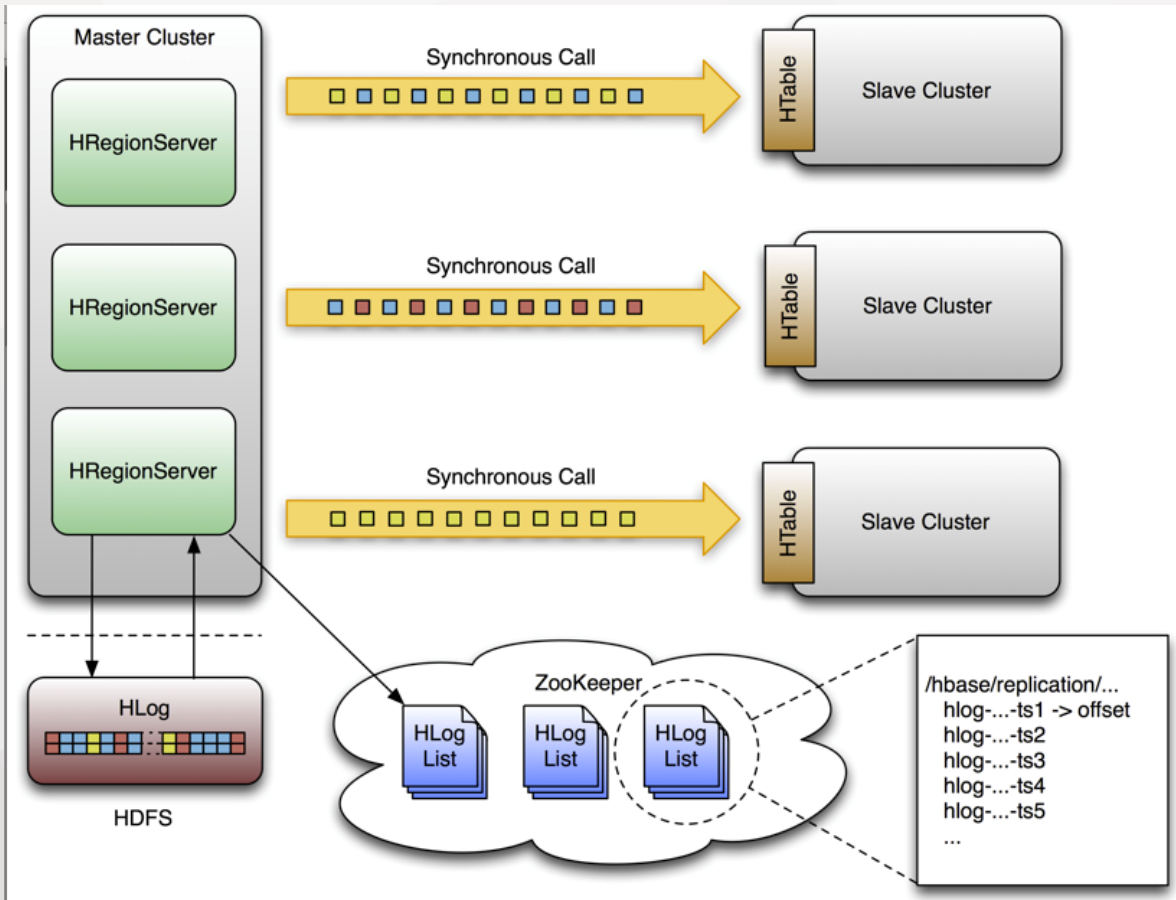 Master Cluster
HRegionServer
HRegionServer
HRegionServer
Synchronous Call
HTable
Slave Cluster
Synchronous Call
HTable
Slave Cluster
Synchronous Call
HTable
Slave Cluster
HLog
HDFS
ZooKeeper
HLog
List
HLog
List
HLog
List
/hbase/replication/...
hlog-...-ts1 -> offset
hlog-...-ts2
hlog-...-ts3
hlog-...-ts4
hlog-...-ts5
...